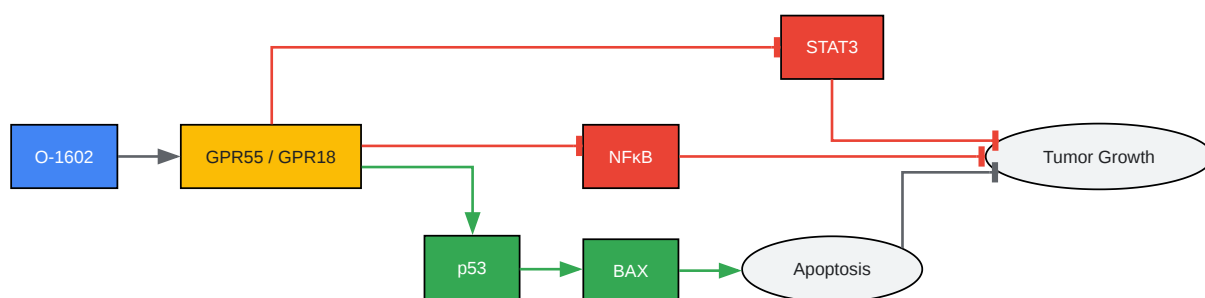 STAT3
O-1602
GPR55 / GPR18
NFκB
Tumor Growth
p53
BAX
Apoptosis